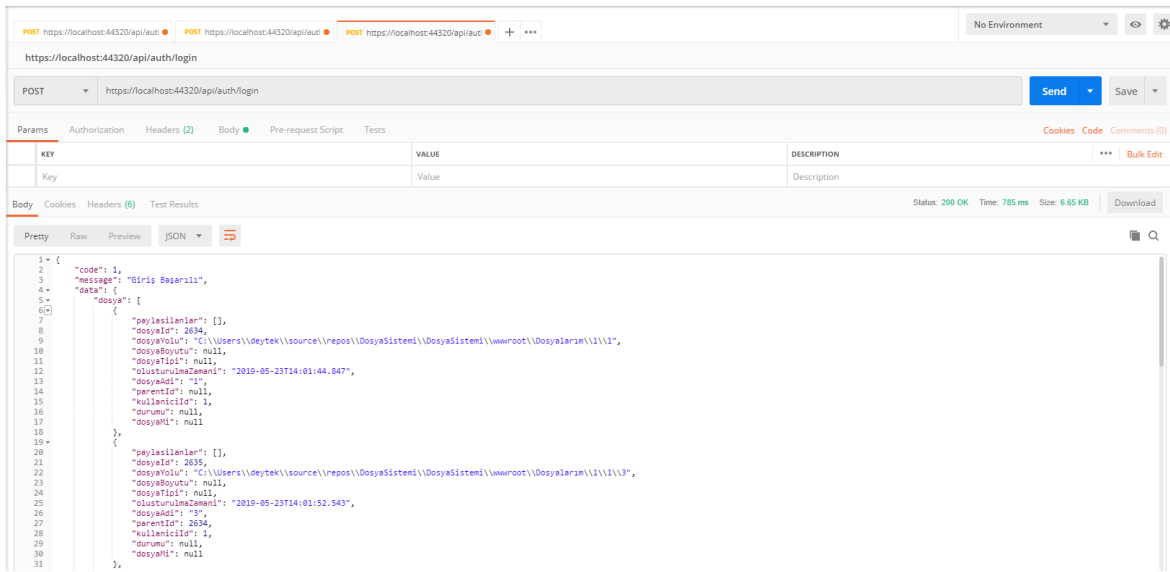 POST https://localhost:44320/api/autl POST https://localhost:44320/api/autl POST https://localhost:44320/api/autl + ••• No Environment
https://localhost:44320/api/auth/login
POST https://localhost:44320/api/auth/login Send Save
Params Authorization Headers (2) Body Pre-request Script Tests Cookies Code Comments (0)
KEY VALUE DESCRIPTION ••• Bulk Edit
Key Value Description
Body Cookies Headers (6) Test Results Status: 200 OK Time: 785 ms Size: 6.65 KB Download
Pretty Raw Preview JSON
1 {
2 "code": 1,
3 "message": "Giriş Başarılı",
4 "data": {
5 "dosya": [
6 {
7 "paylasilanlar": [],
8 "dosyaId": 2634,
9 "dosyaYolu": "C:\\Users\\deytek\\source\\repos\\DosyaSistemi\\DosyaSistemi\\wwwroot\\Dosyalarım\\1\\1",
10 "dosyaBoyutu": null,
11 "dosyaTipi": null,
12 "olusturulmaZamani": "2019-05-23T14:01:44.847",
13 "dosyaAdi": "1",
14 "parentId": null,
15 "kullaniciId": 1,
16 "durumu": null,
17 "dosyaMi": null
18 },
19 {
20 "paylasilanlar": [],
21 "dosyaId": 2635,
22 "dosyaYolu": "C:\\Users\\deytek\\source\\repos\\DosyaSistemi\\DosyaSistemi\\wwwroot\\Dosyalarım\\1\\1\\3",
23 "dosyaBoyutu": null,
24 "dosyaTipi": null,
25 "olusturulmaZamani": "2019-05-23T14:01:52.543",
26 "dosyaAdi": "3",
27 "parentId": 2634,
28 "kullaniciId": 1,
29 "durumu": null,
30 "dosyaMi": null
31 },